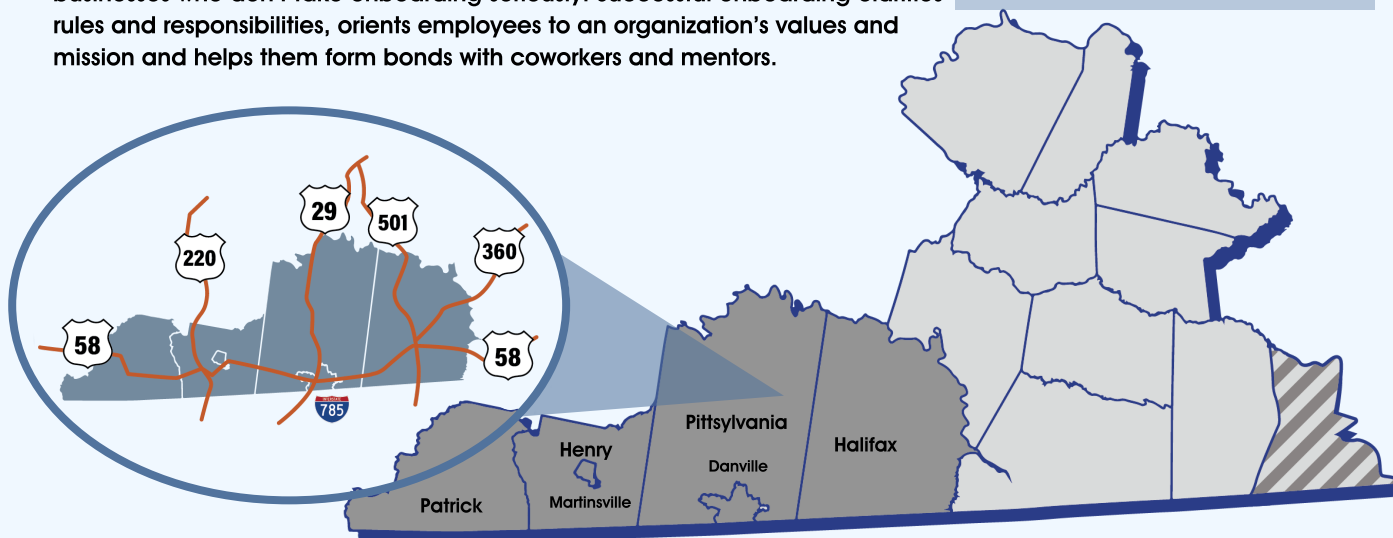 rules and responsibilities, orients employees to an organization's values and
mission and helps them form bonds with coworkers and mentors.
29
501
220
360
58
58
INTERSTATE
785
Pittsylvania
Henry
Halifax
Danville
Martinsville
Patrick